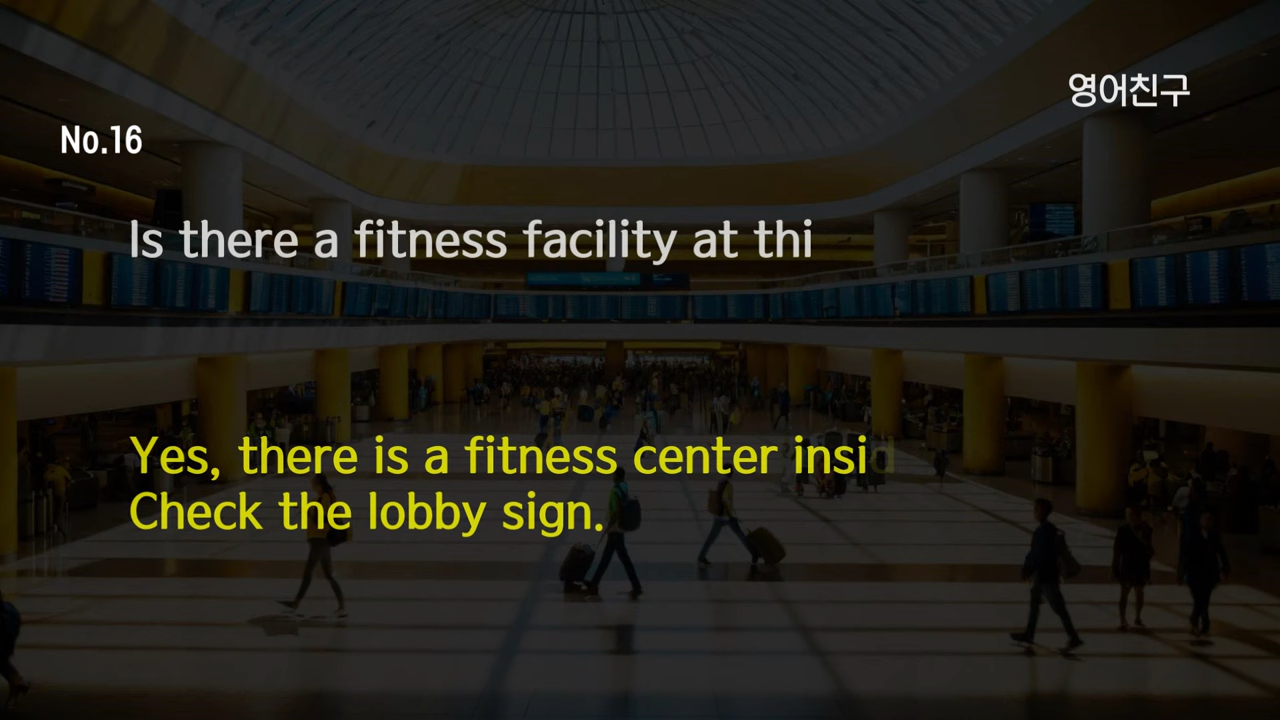 영어친구
No.16
Is there a fitness facility at thi
Yes, there is a fitness center insid
Check the lobby sign.